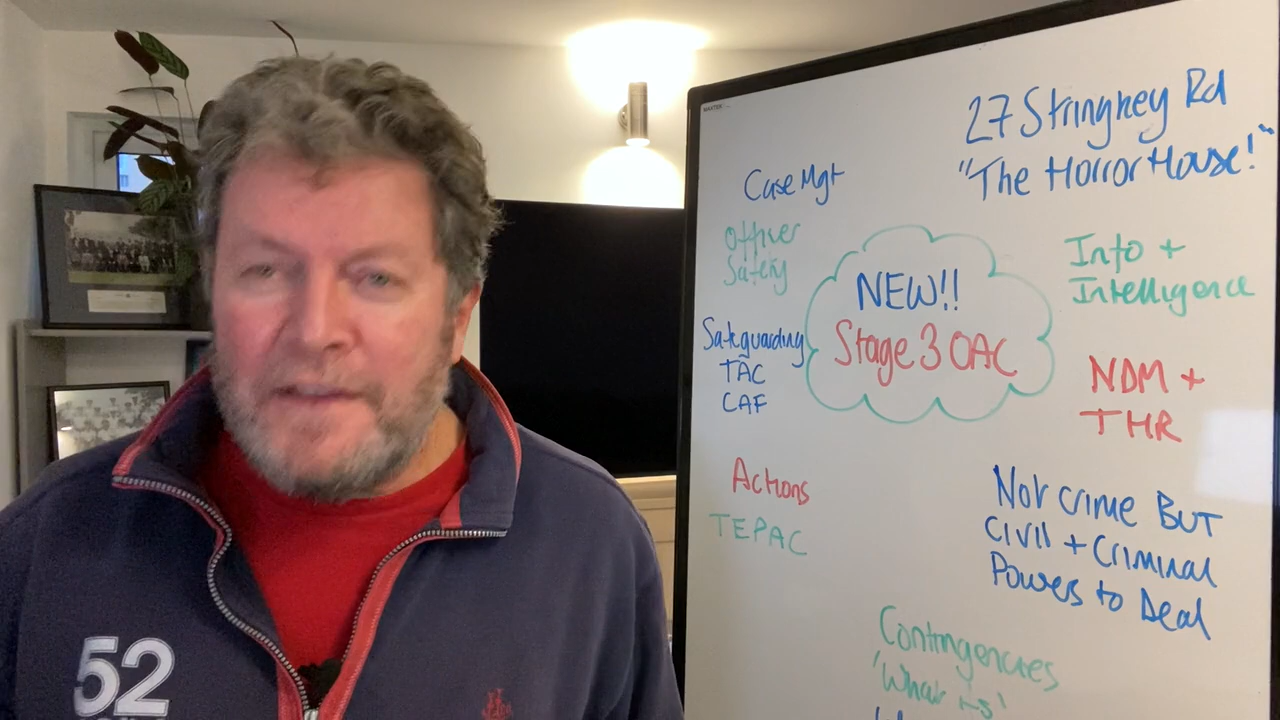 27 Stringhey Rd
"The Horror House!"
Case Mgt
Officer
Safety
Info +
Intelligence
NEW!!
Stage 3 OAC
Safeguarding
TAC
CAF
NDM +
THR
Actions
TEPAC
Not crime BUT
Civil + Criminal
Powers to Deal
Contingencies
'What ifs'
52